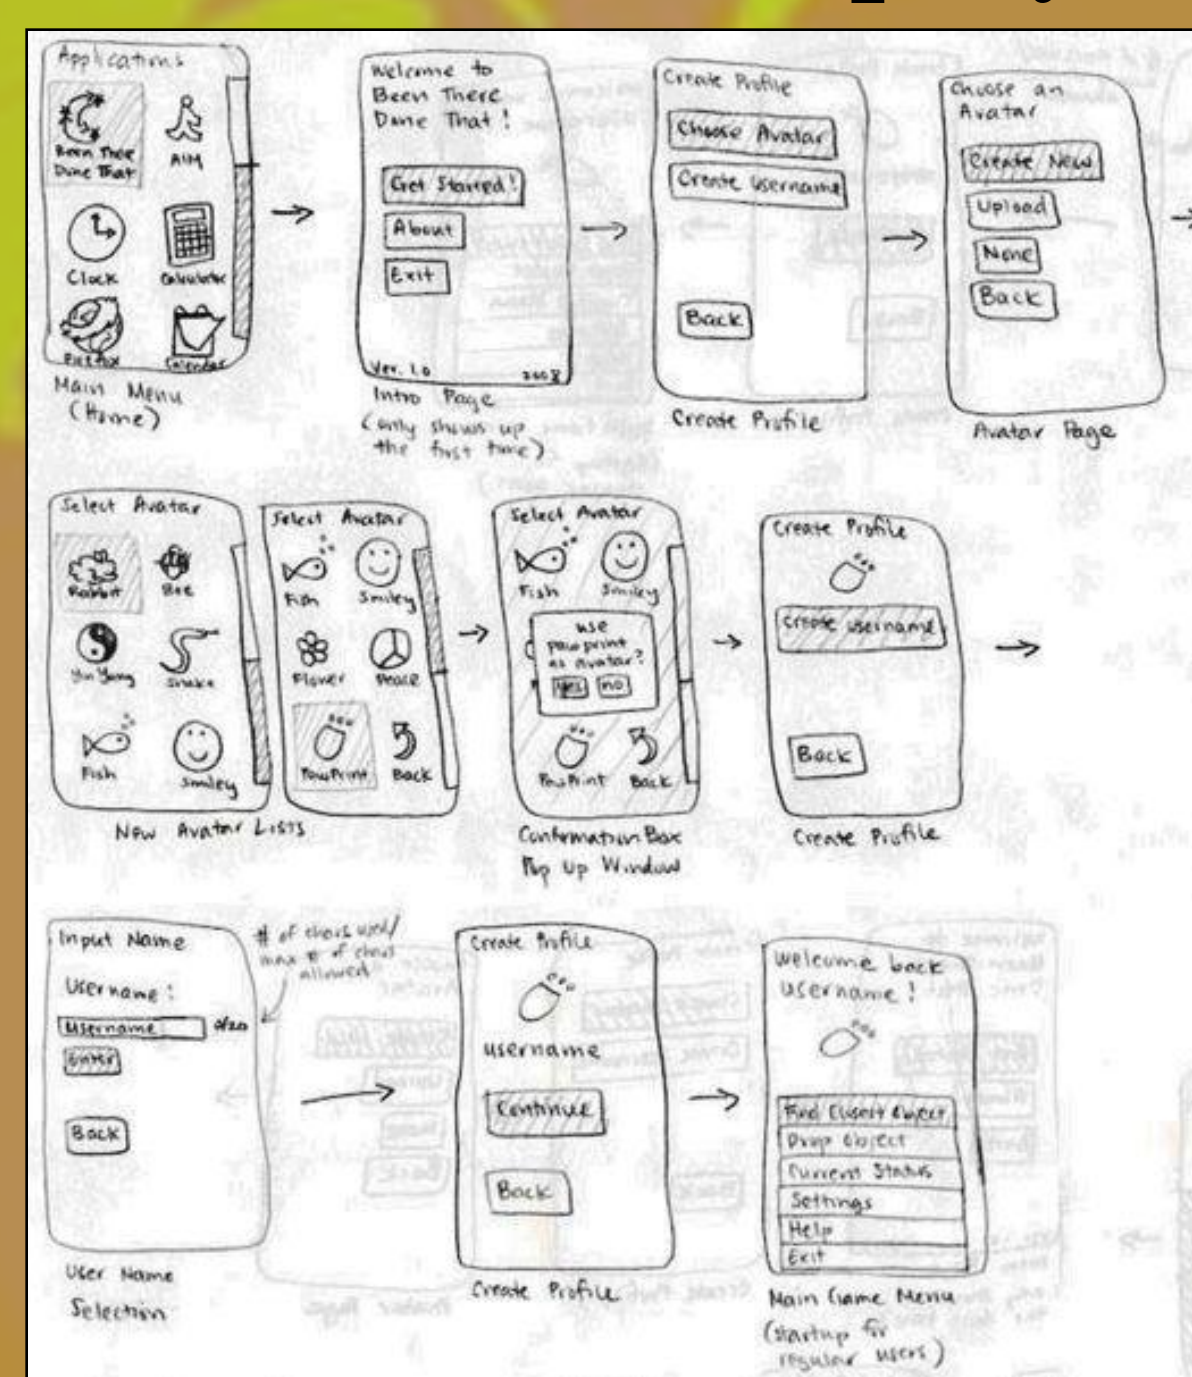 Applications
Been There
Done That
AIM
Clock
Calculator
Firefox
Calendar
Main Menu
(Home)
Welcome to
Been There
Done That!
Get Started!
About
Exit
Ver. 1.0
2008
Intro Page
(only shows up
the first time)
Create Profile
Choose Avatar
Create Username
Back
Create Profile
Choose an
Avatar
Create New
Upload
None
Back
Avatar Page
Select Avatar
Rabbit
Bee
Yin Yang
Snake
Fish
Smiley
Select Avatar
Fish
Smiley
Flower
Peace
PawPrint
Back
New Avatar Lists
Select Avatar
Fish
Smiley
use
pawprint
as avatar?
yes
no
PawPrint
Back
Confirmation Box
Pop Up Window
Create Profile
Create username
Back
Create Profile
Input Name
Username:
Username
0/20
Enter
Back
# of chars used/
max # of chars
allowed
User Name
Selection
Create Profile
username
Continue
Back
Create Profile
Welcome back
username!
Find Closest Object
Drop Object
Current Status
Settings
Help
Exit
Main Game Menu
(startup for
regular users)